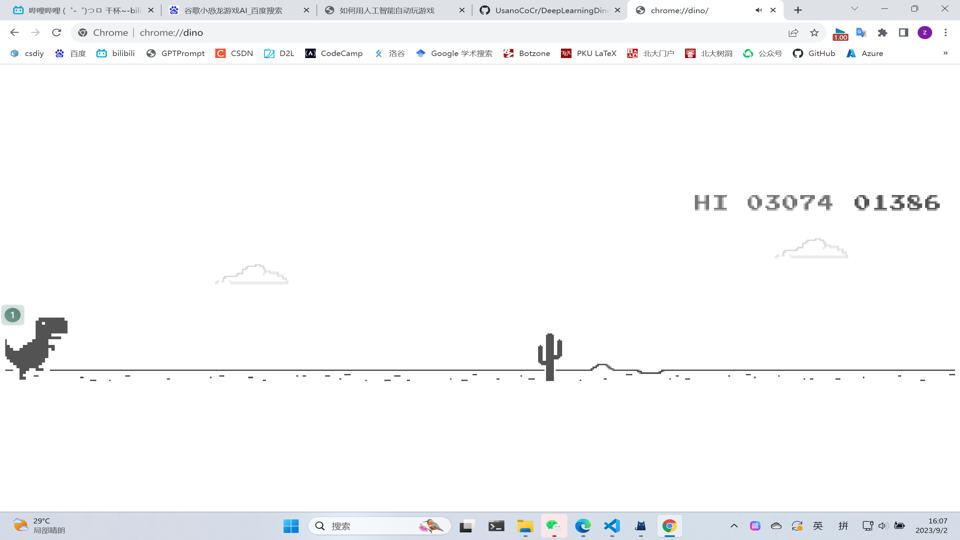 哔哩哔哩 (゜-゜)つロ 干杯~-bili
谷歌小恐龙游戏AI_百度搜索
如何用人工智能自动玩游戏
UsanoCoCr/DeepLearningDin
chrome://dino/
Chrome | chrome://dino
1.00
z
csdiy
百度
bilibili
GPTPrompt
CSDN
D2L
CodeCamp
洛谷
Google 学术搜索
Botzone
PKU LaTeX
北大门户
北大树洞
公众号
GitHub
Azure
»
HI 03074 01386
1
29°C
局部晴朗
搜索
英
拼
16:07
2023/9/2